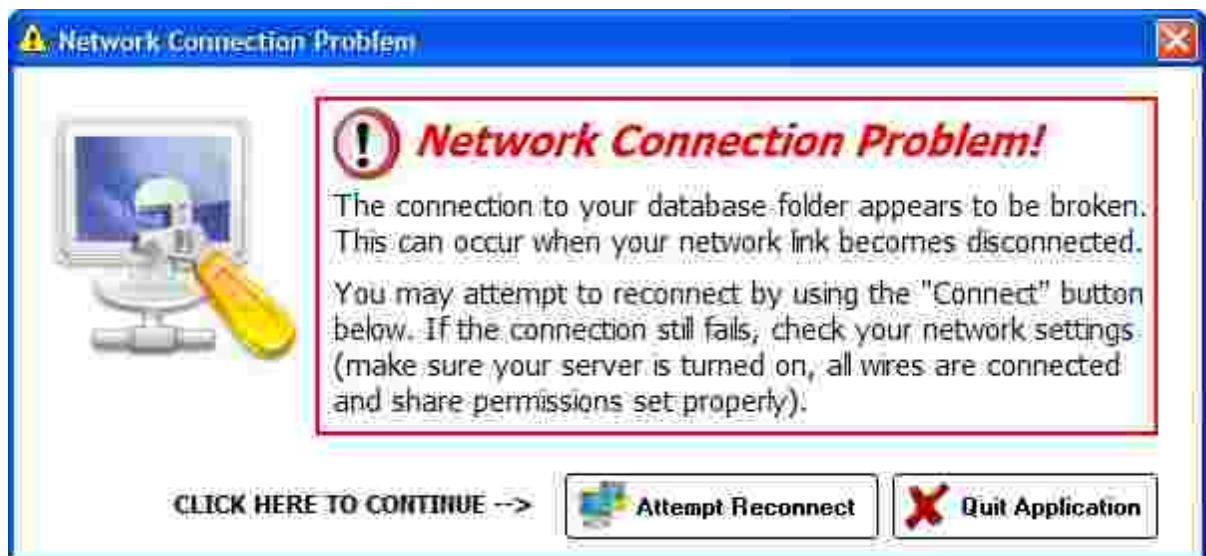 Network Connection Problem
Network Connection Problem!
The connection to your database folder appears to be broken.
This can occur when your network link becomes disconnected.
You may attempt to reconnect by using the "Connect" button
below. If the connection still fails, check your network settings
(make sure your server is turned on, all wires are connected
and share permissions set properly).
CLICK HERE TO CONTINUE --> Attempt Reconnect Quit Application